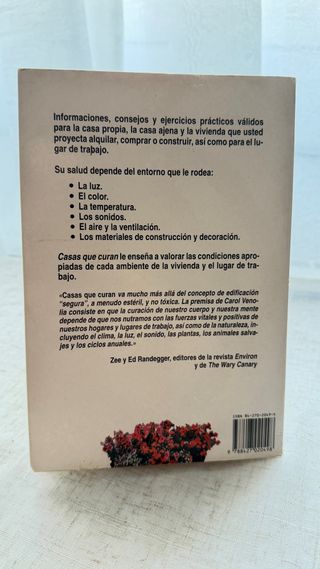 Informaciones, consejos y ejercicios prácticos válidos
para la casa propia, la casa ajena y la vivienda que usted
proyecta alquilar, comprar o construir, así como para el lu-
gar de trabajo.
Su salud depende del entorno que le rodea:
• La luz.
• El color.
• La temperatura.
• Los sonidos.
• El aire y la ventilación.
• Los materiales de construcción y decoración.
Casas que curan le enseña a valorar las condiciones apro-
piadas de cada ambiente de la vivienda y el lugar de tra-
bajo.
«Casas que curan va mucho más allá del concepto de edificación
"segura", a menudo estéril, y no tóxica. La premisa de Carol Veno-
lia consiste en que la curación de nuestro cuerpo y nuestra mente
depende de que nos nutramos con las fuerzas vitales y positivas de
nuestros hogares y lugares de trabajo, así como de la naturaleza, in-
cluyendo el clima, la luz, el sonido, las plantas, los animales salva-
jes y los ciclos anuales.»
Zee y Ed Randegger, editores de la revista Environ
y de The Wary Canary
ISBN 84-270-2049-4
9 788427 020498